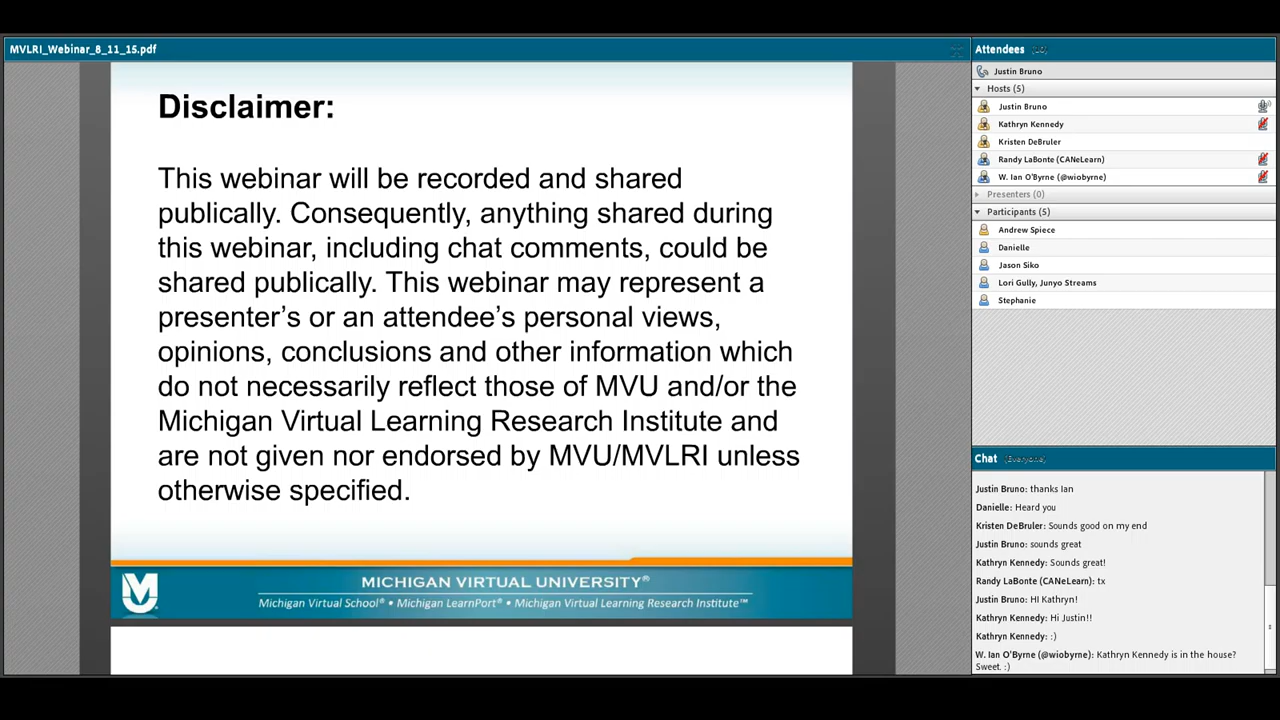 MVLRI_Webinar_8_11_15.pdf
Disclaimer:
This webinar will be recorded and shared
publically. Consequently, anything shared during
this webinar, including chat comments, could be
shared publically. This webinar may represent a
presenter’s or an attendee’s personal views,
opinions, conclusions and other information which
do not necessarily reflect those of MVU and/or the
Michigan Virtual Learning Research Institute and
are not given nor endorsed by MVU/MVLRI unless
otherwise specified.
MICHIGAN VIRTUAL UNIVERSITY®
Michigan Virtual School® • Michigan LearnPort® • Michigan Virtual Learning Research Institute™
Attendees (10)
Justin Bruno
Hosts (5)
Justin Bruno
Kathryn Kennedy
Kristen DeBruler
Randy LaBonte (CANeLearn)
W. Ian O'Byrne (@wiobyrne)
Presenters (0)
Participants (5)
Andrew Spiece
Danielle
Jason Siko
Lori Gully, Junyo Streams
Stephanie
Chat (Everyone)
Justin Bruno: thanks Ian
Danielle: Heard you
Kristen DeBruler: Sounds good on my end
Justin Bruno: sounds great
Kathryn Kennedy: Sounds great!
Randy LaBonte (CANeLearn): tx
Justin Bruno: HI Kathryn!
Kathryn Kennedy: Hi Justin!!
Kathryn Kennedy: :)
W. Ian O'Byrne (@wiobyrne): Kathryn Kennedy is in the house?
Sweet. :)